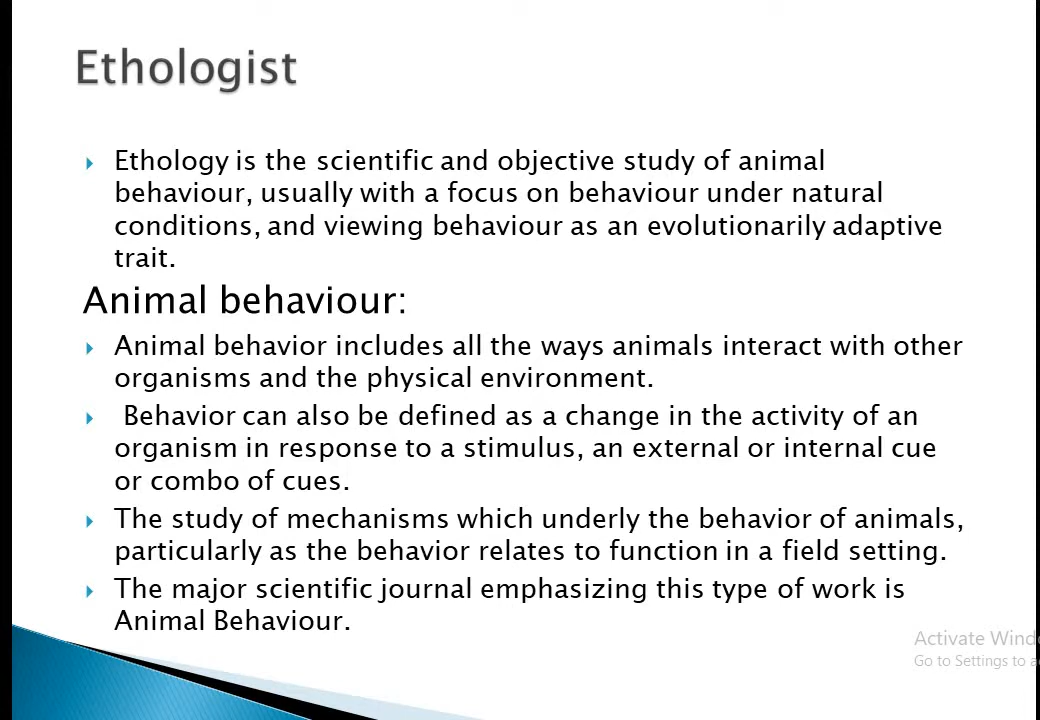 Ethologist
Ethology is the scientific and objective study of animal
behaviour, usually with a focus on behaviour under natural
conditions, and viewing behaviour as an evolutionarily adaptive
trait.
Animal behaviour:
Animal behavior includes all the ways animals interact with other
organisms and the physical environment.
Behavior can also be defined as a change in the activity of an
organism in response to a stimulus, an external or internal cue
or combo of cues.
The study of mechanisms which underly the behavior of animals,
particularly as the behavior relates to function in a field setting.
The major scientific journal emphasizing this type of work is
Animal Behaviour.
Activate
Go to Settings to